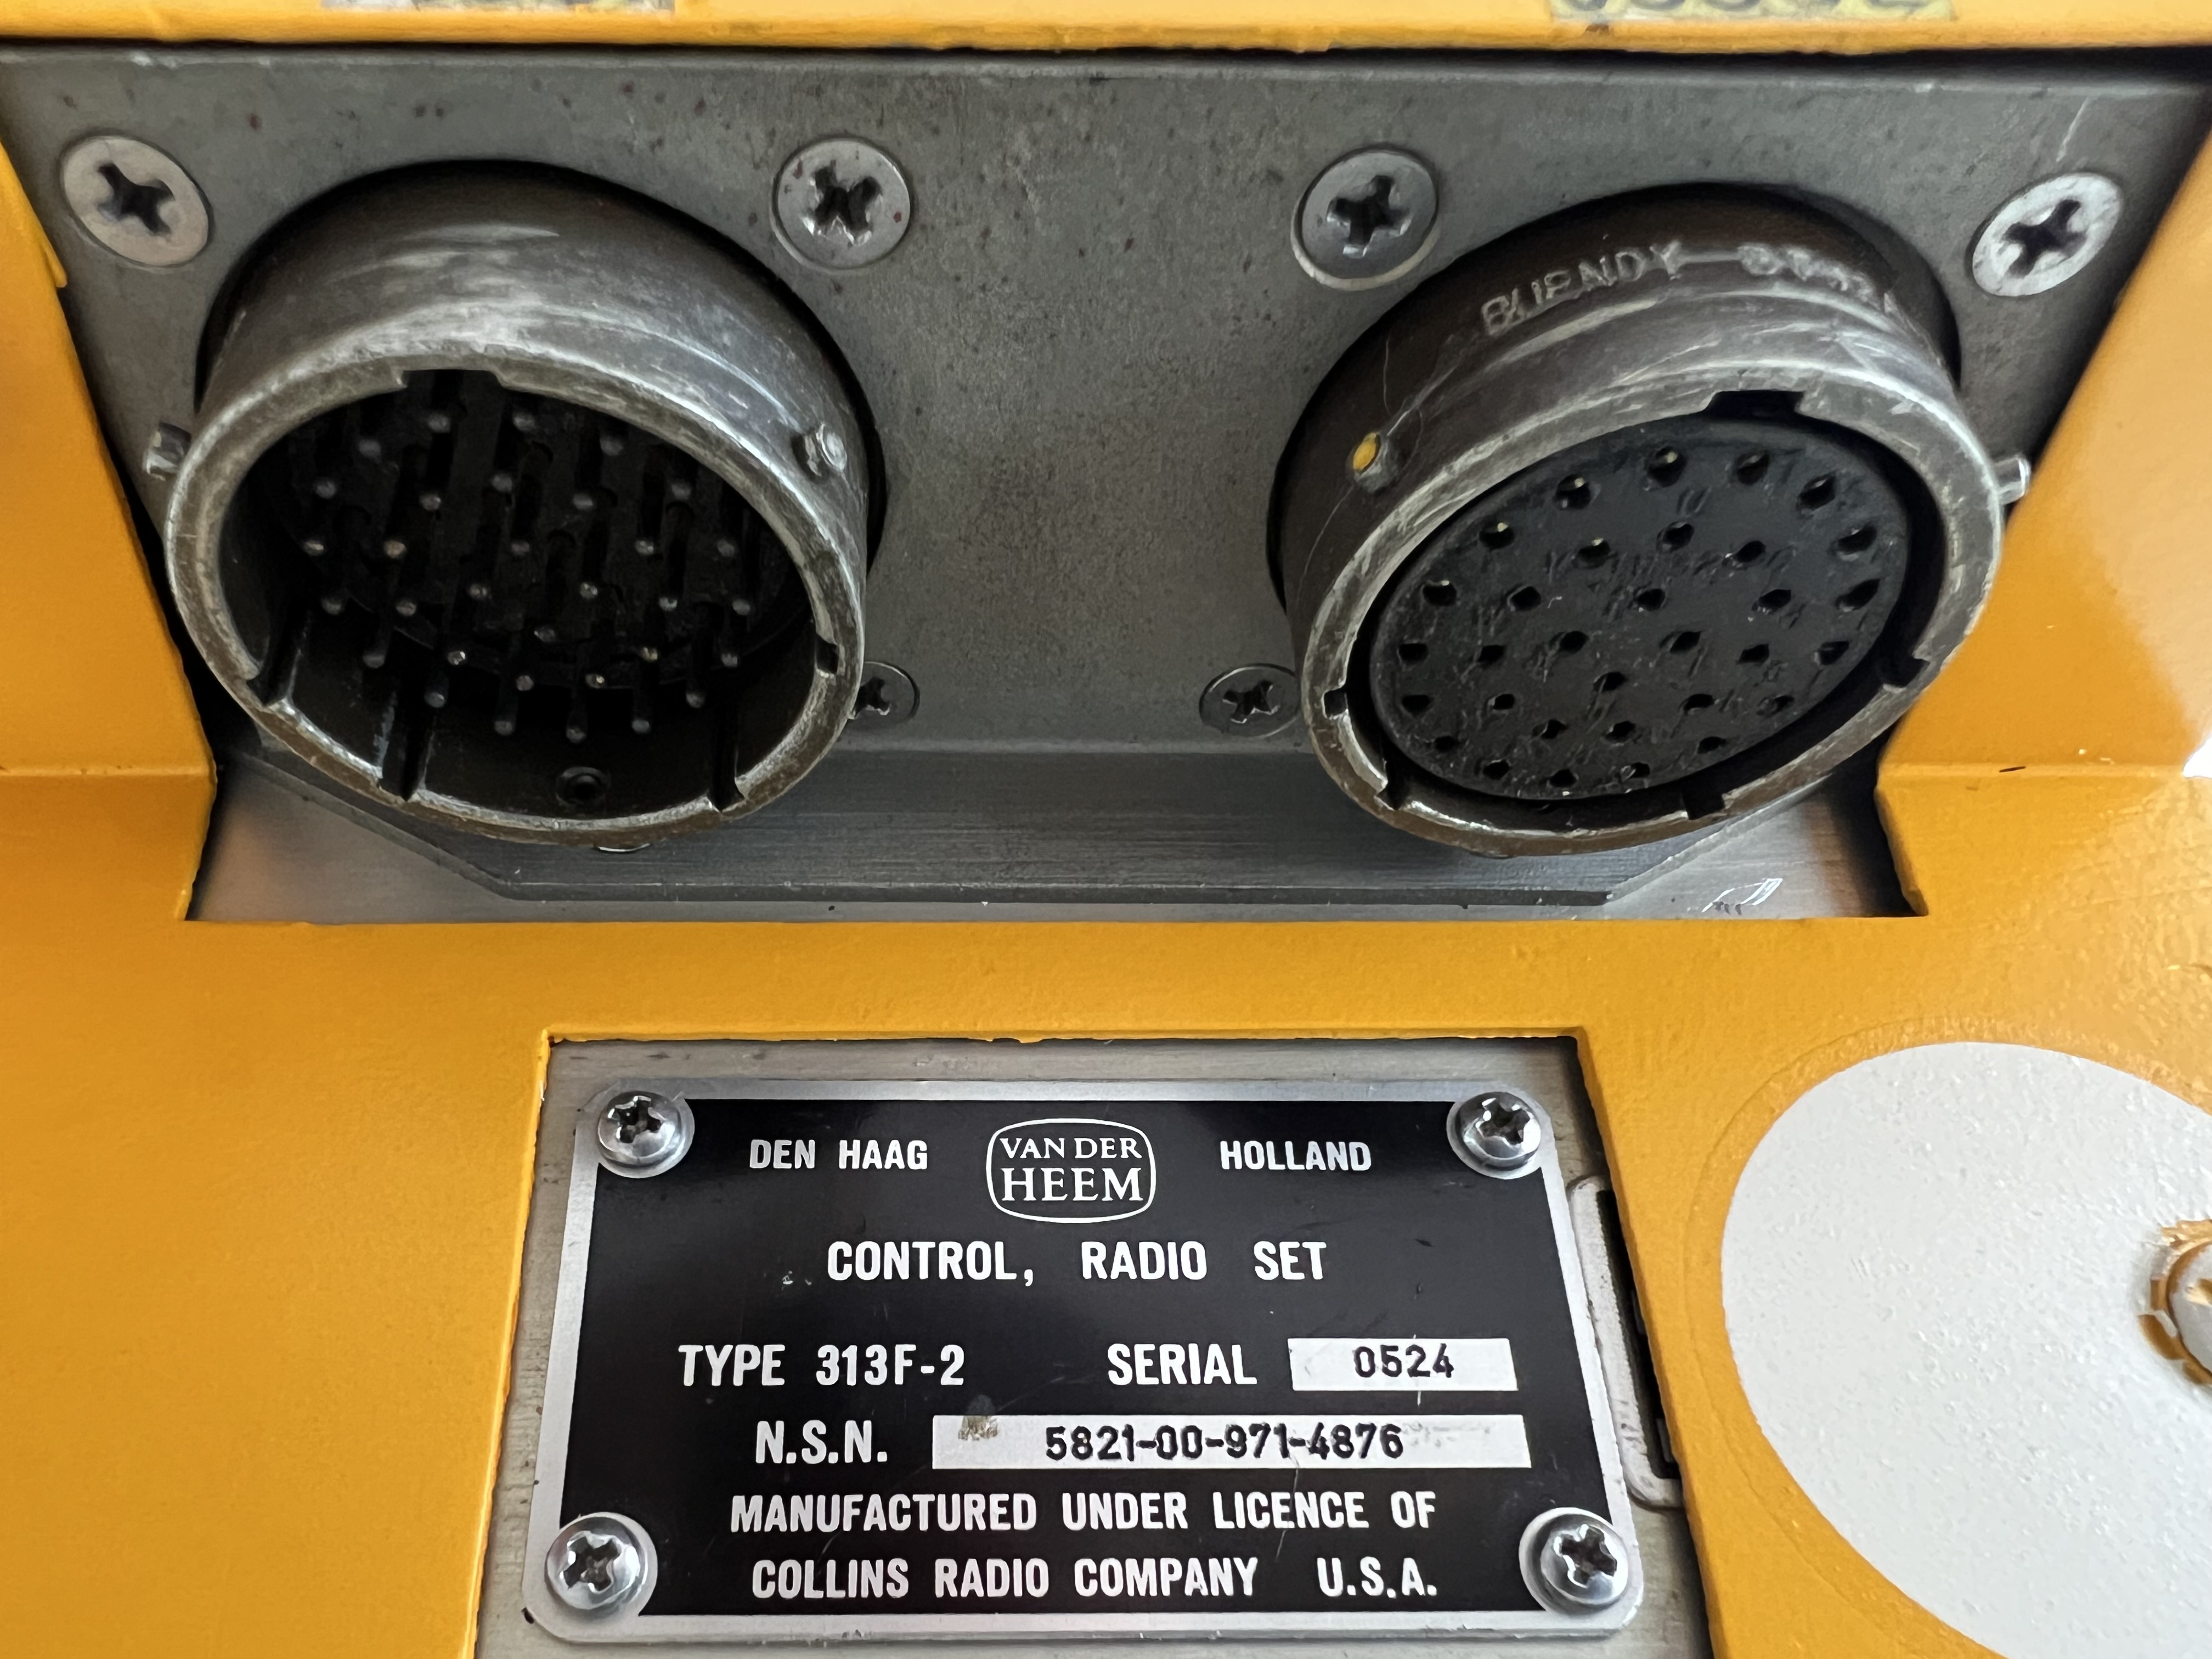 BURNDY
DEN HAAG VAN DER HEEM HOLLAND
CONTROL, RADIO SET
TYPE 313F-2 SERIAL 0524
N.S.N. 5821-00-971-4876
MANUFACTURED UNDER LICENCE OF
COLLINS RADIO COMPANY U.S.A.